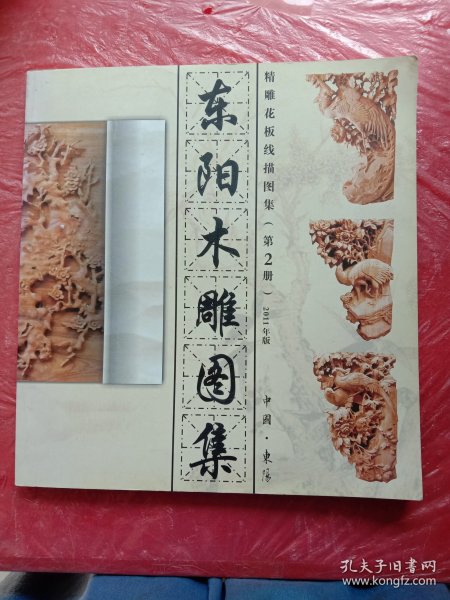 东阳木雕图集
精雕花板线描图集(第2册)
2011年版
中國·東陽
孔夫子旧书网
www.kongfz.com